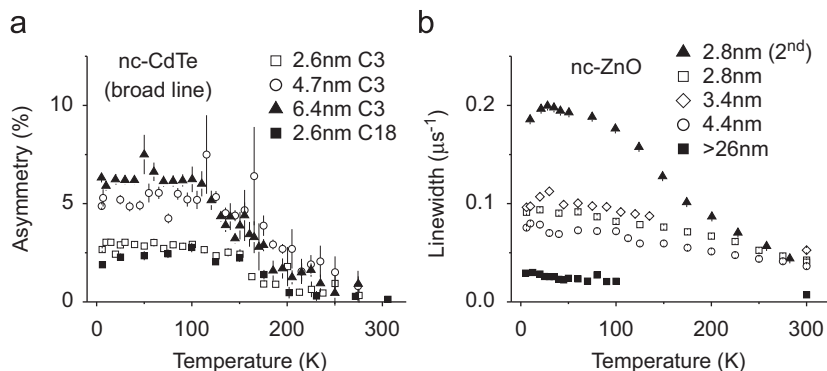 a
nc-CdTe
(broad line)
2.6nm C3
4.7nm C3
6.4nm C3
2.6nm C18
Asymmetry (%)
10
5
0
0
100
200
300
Temperature (K)
b
nc-ZnO
2.8nm (2nd)
2.8nm
3.4nm
4.4nm
>26nm
Linewidth (μs-1)
0.2
0.1
0.0
0
100
200
300
Temperature (K)